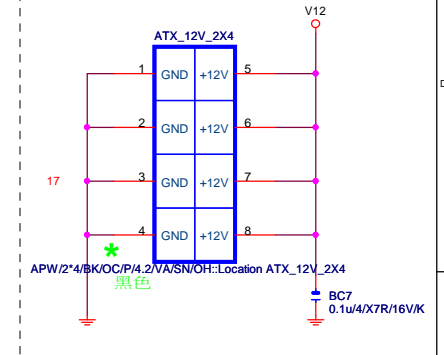 V12
ATX_12V_2X4
1 GND +12V 5
2 GND +12V 6
17
3 GND +12V 7
4 GND +12V 8
*
APW/2*4/BK/OC/P/4.2/VA/SN/OH::Location ATX_12V_2X4
黑色
BC7
0.1u/4/X7R/16V/K